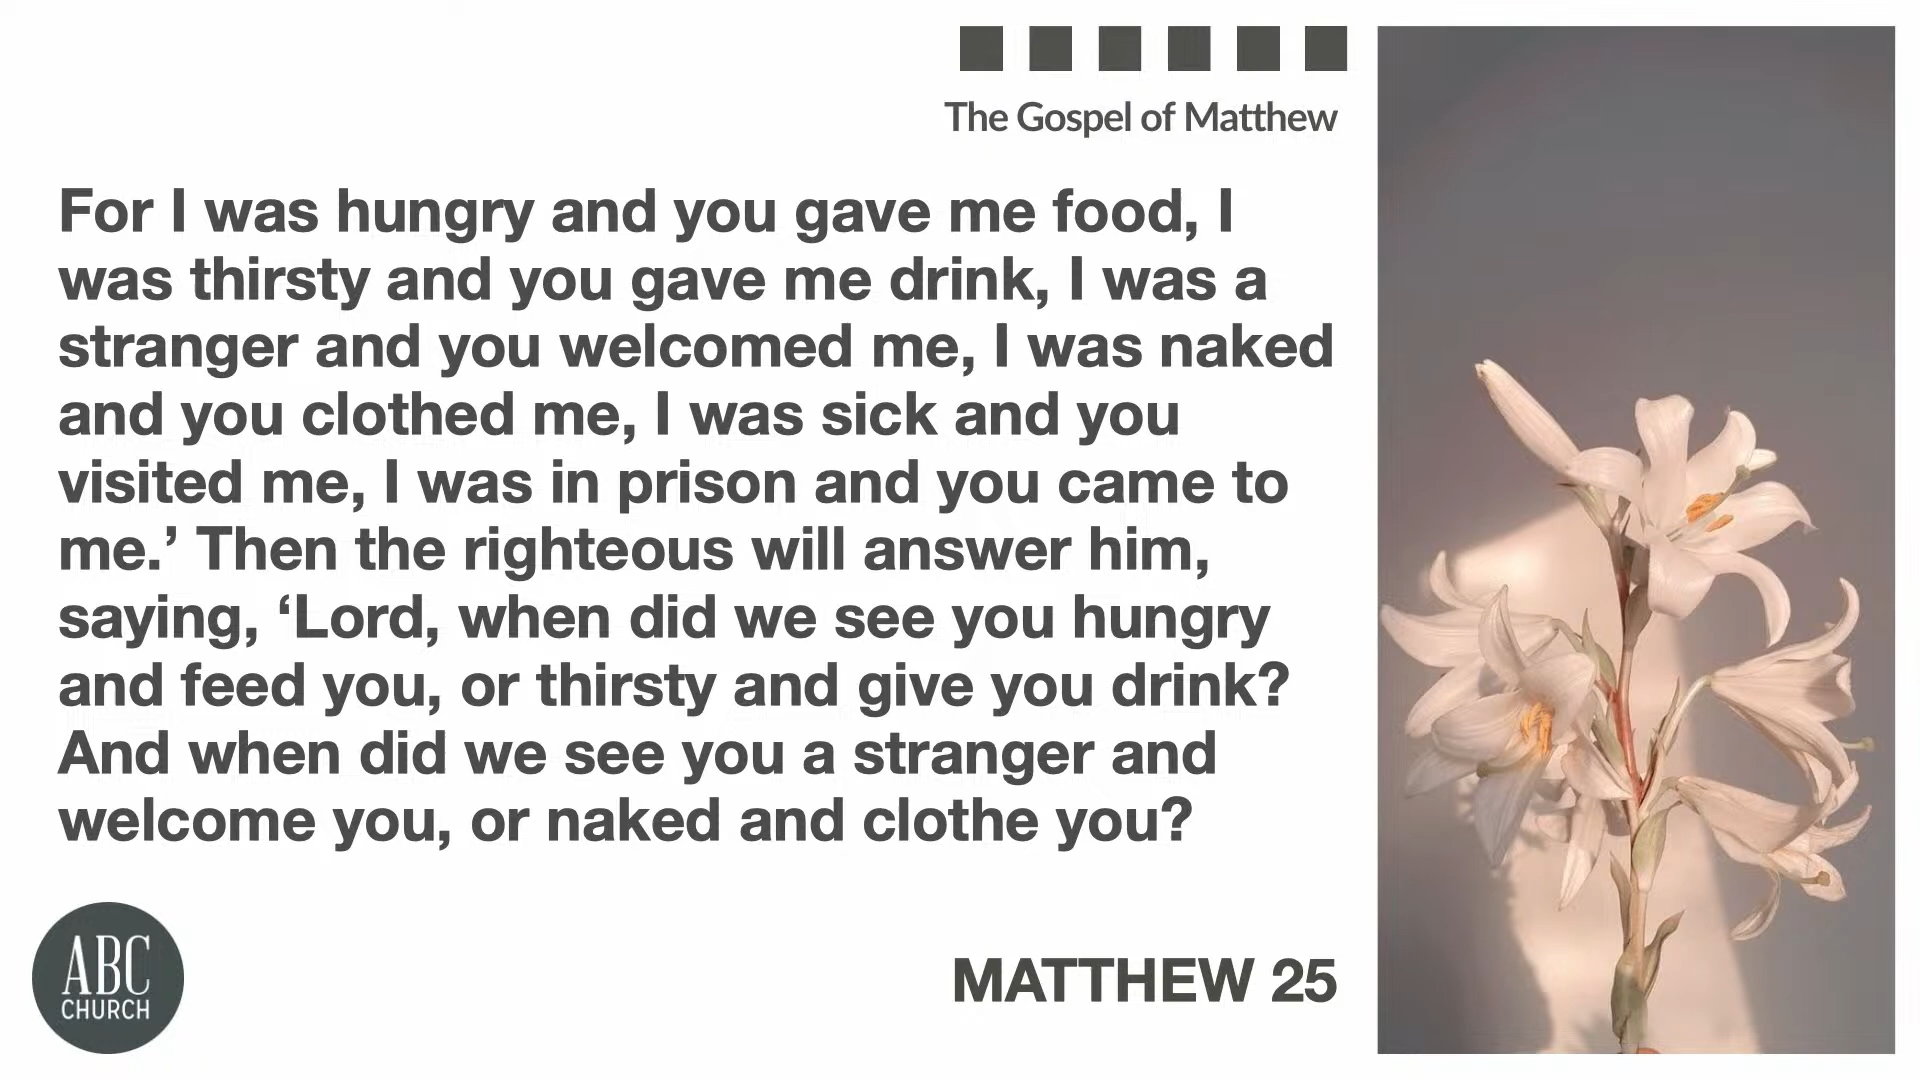 The Gospel of Matthew
For I was hungry and you gave me food, I
was thirsty and you gave me drink, I was a
stranger and you welcomed me, I was naked
and you clothed me, I was sick and you
visited me, I was in prison and you came to
me.’ Then the righteous will answer him,
saying, ‘Lord, when did we see you hungry
and feed you, or thirsty and give you drink?
And when did we see you a stranger and
welcome you, or naked and clothe you?
MATTHEW 25
ABC
CHURCH